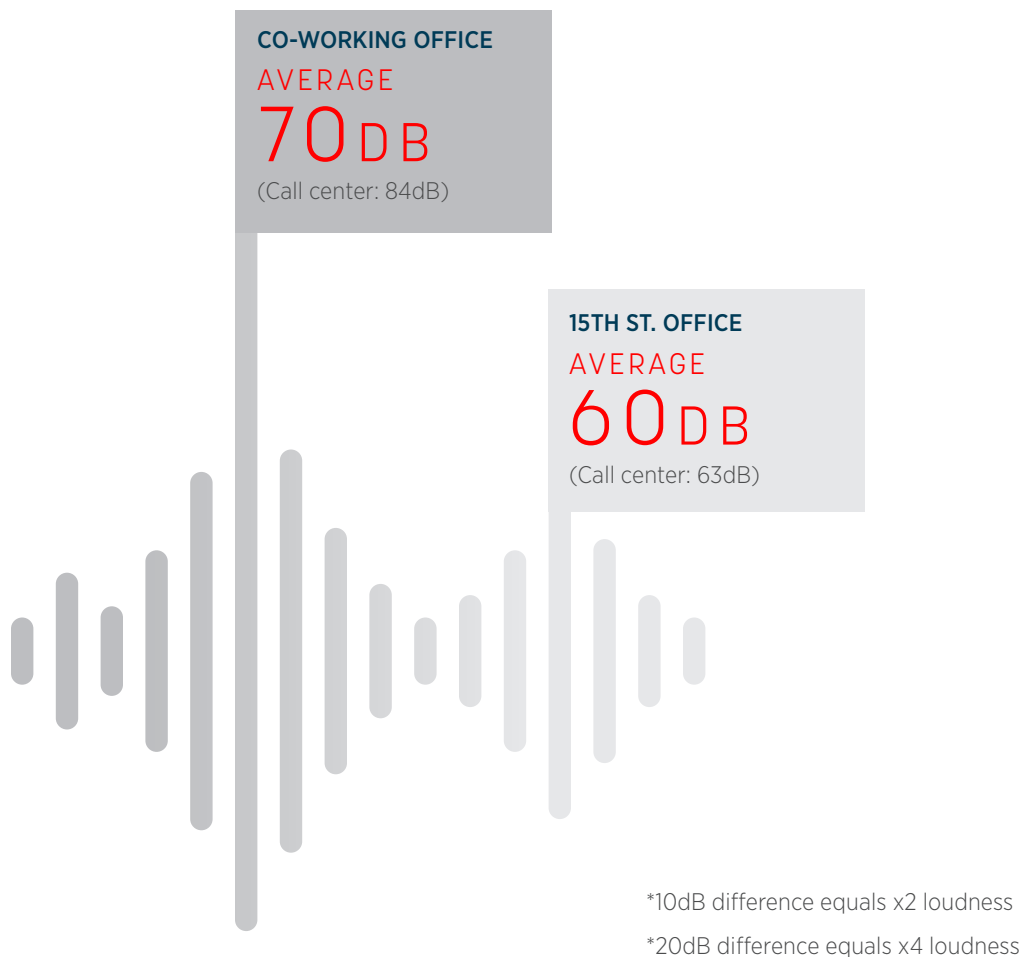 CO-WORKING OFFICE
AVERAGE
70DB
(Call center: 84dB)
15TH ST. OFFICE
AVERAGE
60DB
(Call center: 63dB)
*10dB difference equals x2 loudness
*20dB difference equals x4 loudness